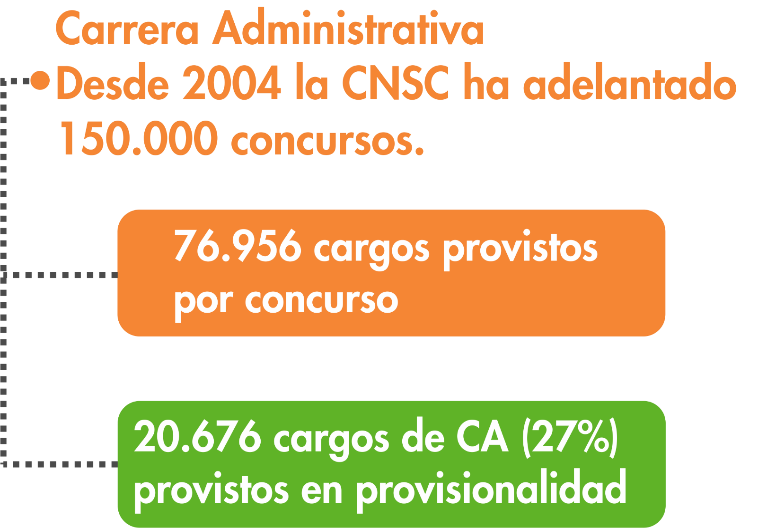 Carrera Administrativa
Desde 2004 la CNSC ha adelantado
150.000 concursos.
76.956 cargos provistos
por concurso
20.676 cargos de CA (27%)
provistos en provisionalidad